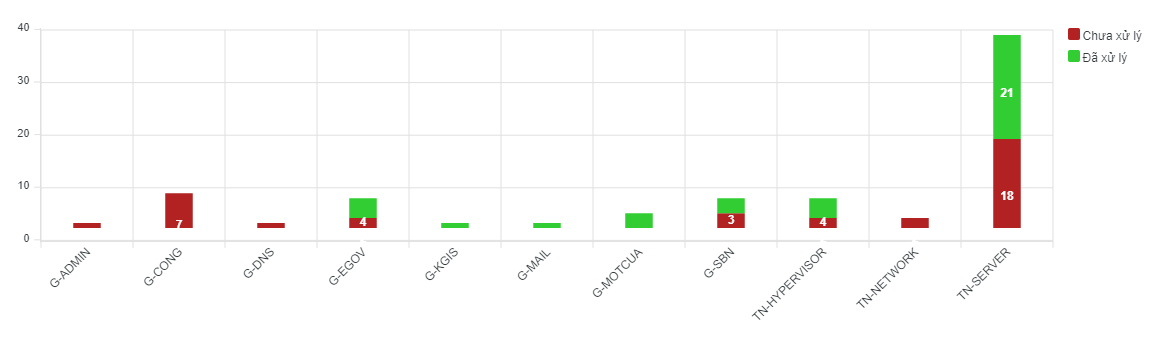 40
30
20
10
0
21
18
7
4
3
4
G-ADMIN
G-CONG
G-DNS
G-EGOV
G-KGIS
G-MAIL
G-MOTCUA
G-SBN
TN-HYPERVISOR
TN-NETWORK
TN-SERVER
Chưa xử lý
Đã xử lý